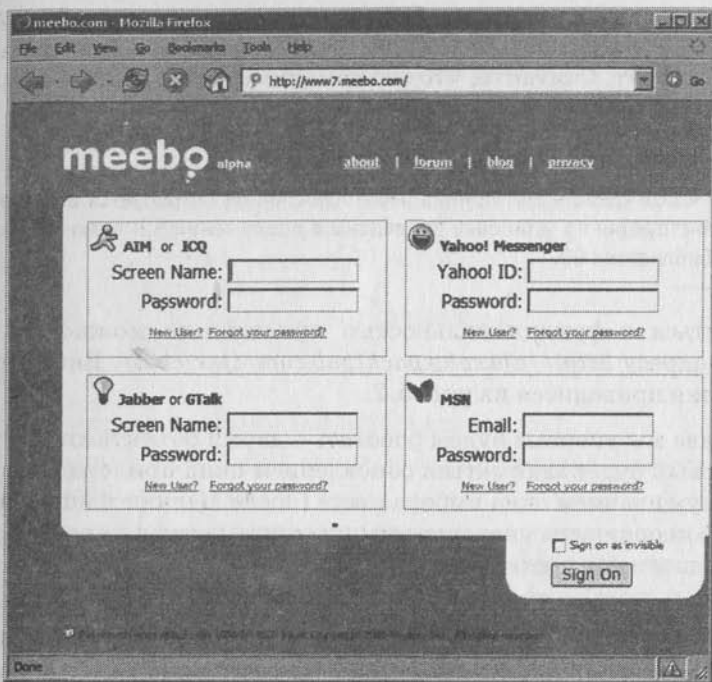 meebo.com - Mozilla Firefox
File Edit View Go Bookmarks Tools Help
http://www7.meebo.com/ Go
meebo alpha about | forum | blog | privacy
AIM or ICQ
Screen Name:
Password:
New User? Forgot your password?
Yahoo! Messenger
Yahoo! ID:
Password:
New User? Forgot your password?
Jabber or GTalk
Screen Name:
Password:
New User? Forgot your password?
MSN
Email:
Password:
New User? Forgot your password?
Sign on as invisible
Sign On
Done